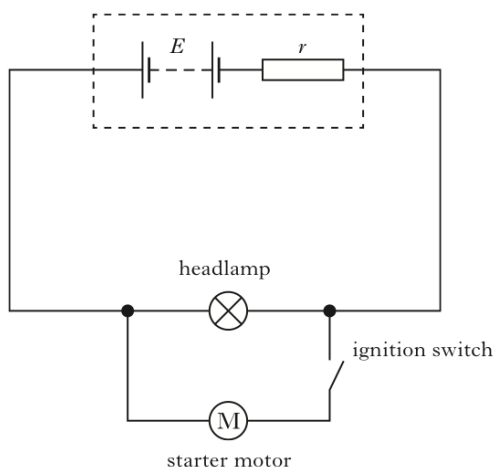 E
r
headlamp
ignition switch
M
starter motor